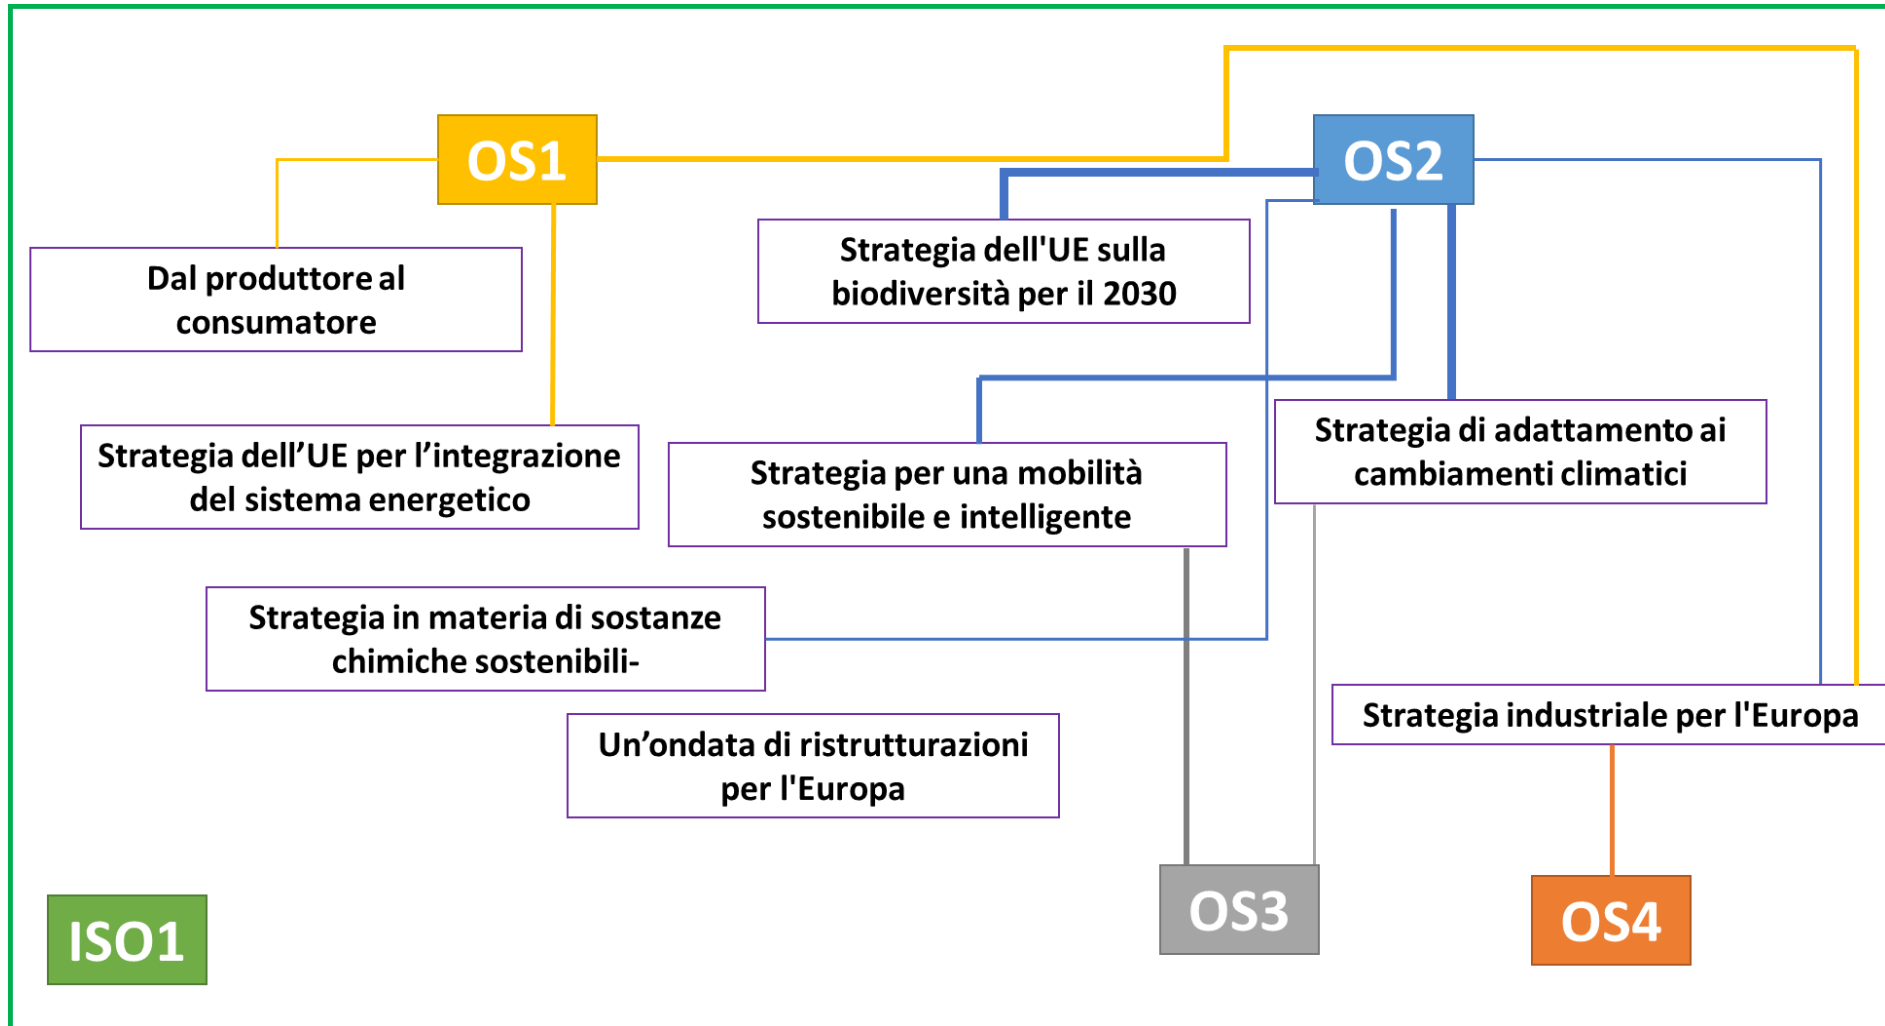 OS1
OS2
Dal produttore al
consumatore
Strategia dell'UE sulla
biodiversità per il 2030
Strategia dell’UE per l’integrazione
del sistema energetico
Strategia per una mobilità
sostenibile e intelligente
Strategia di adattamento ai
cambiamenti climatici
Strategia in materia di sostanze
chimiche sostenibili-
Un’ondata di ristrutturazioni
per l'Europa
Strategia industriale per l'Europa
ISO1
OS3
OS4